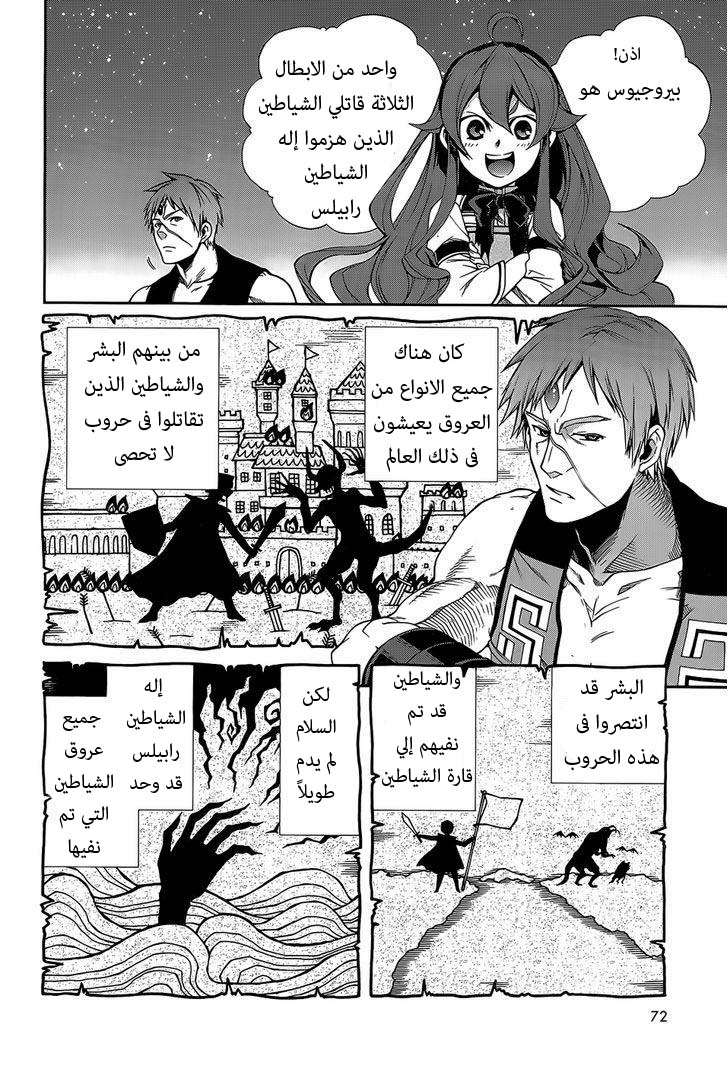 اذن!
بيروجيوس هو
واحد من الابطال
الثلاثة قاتلي الشياطين
الذين هزموا إله
الشياطين
رابيلس
كان هناك
جميع الانواع من
العروق يعيشون
فى ذلك العالم
من بينهم البشر
والشياطين الذين
تقاتلوا فى حروب
لا تحصى
البشر قد
انتصروا فى
هذه الحروب
والشياطين
قد تم
نفيهم إلي
قارة الشياطين
لكن
السلام
لم يدم
طويلاً
إله
الشياطين
رابيلس
قد وحد
جميع
عروق
الشياطين
التي تم
نفيها
72